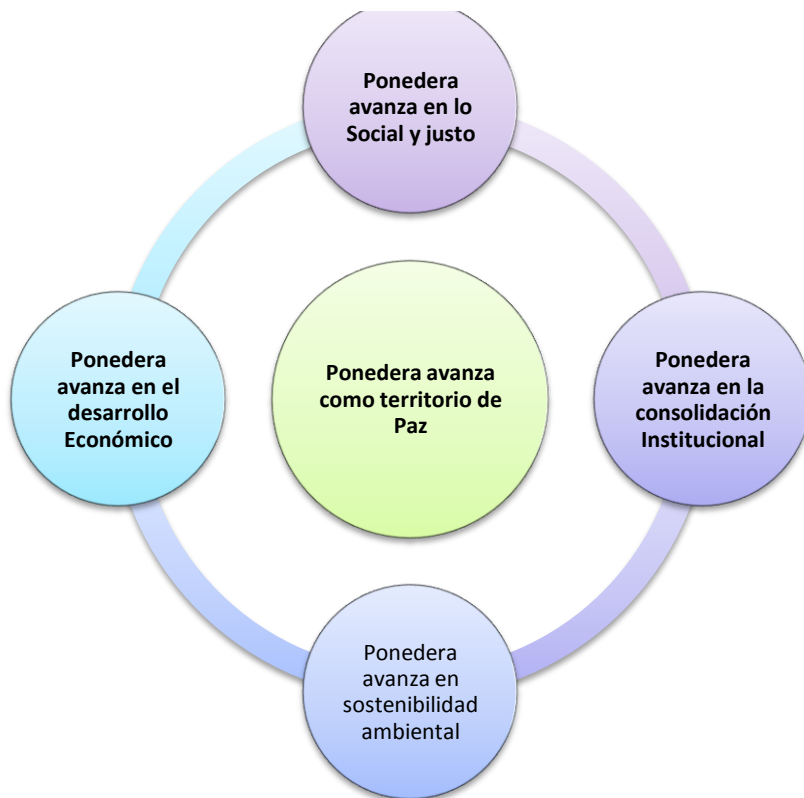 Ponedera
avanza en lo
Social y justo
Ponedera
avanza en el
desarrollo
Económico
Ponedera avanza
como territorio de
Paz
Ponedera
avanza en la
consolidación
Institucional
Ponedera
avanza en
sostenibilidad
ambiental